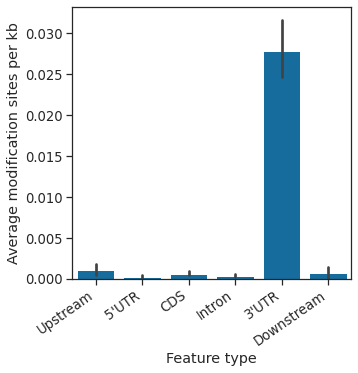 Average modification sites per kb
0.030
0.025
0.020
0.015
0.010
0.005
0.000
Upstream
5'UTR
CDS
Intron
3'UTR
Downstream
Feature type